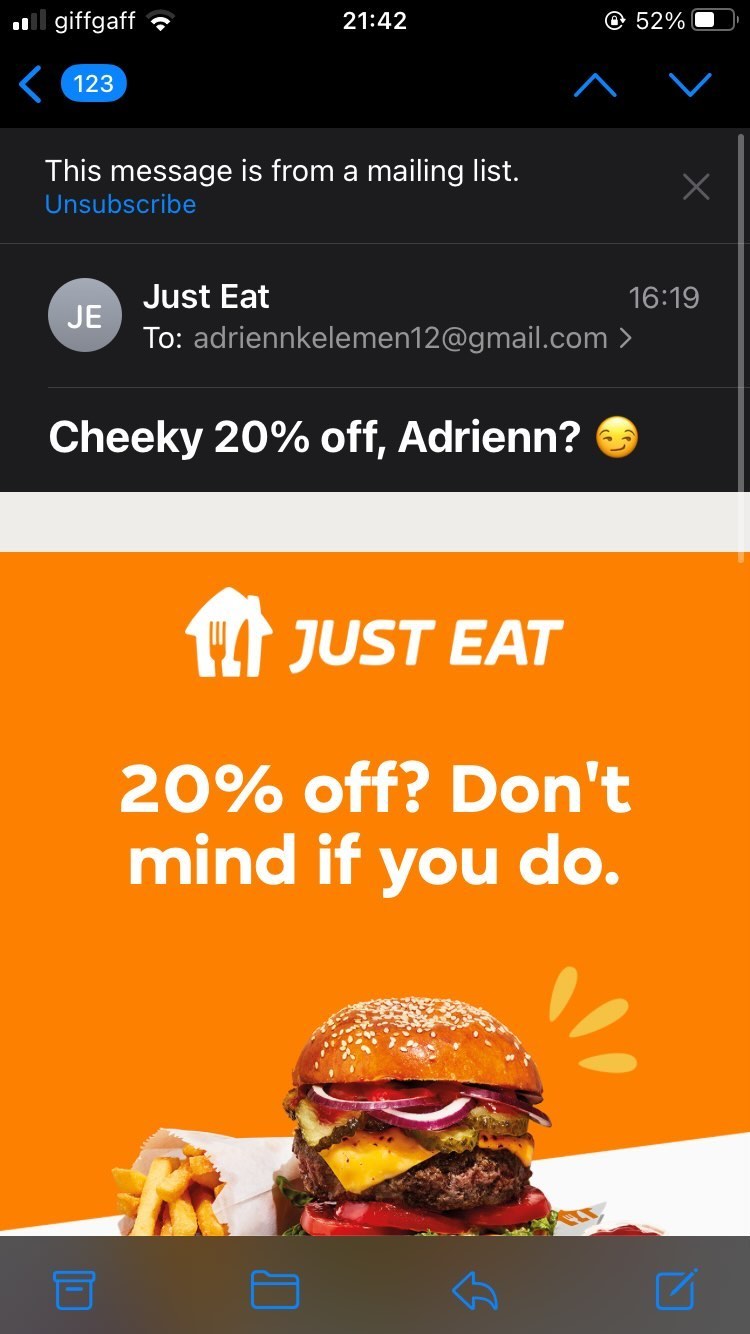 giffgaff 21:42 52%
123
This message is from a mailing list.
Unsubscribe
JE Just Eat 16:19
To: adriennkelemen12@gmail.com
Cheeky 20% off, Adrienn? 😏
JUST EAT
20% off? Don't
mind if you do.